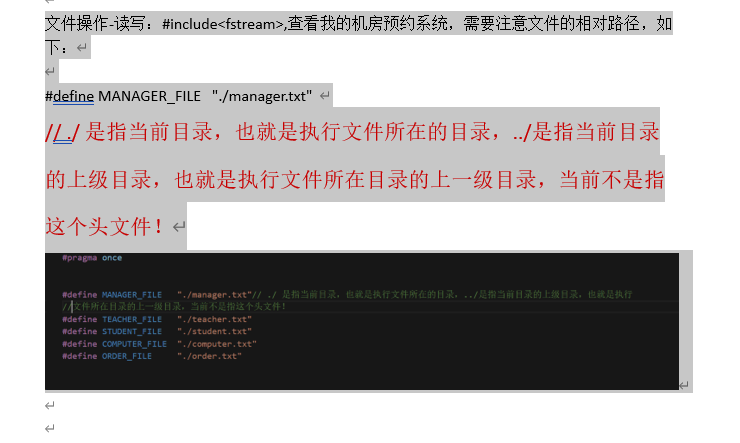 文件操作-读写：#include<fstream>,查看我的机房预约系统，需要注意文件的相对路径，如
下：
#define MANAGER_FILE "./manager.txt"
// ./ 是指当前目录，也就是执行文件所在的目录，../是指当前目录
的上级目录，也就是执行文件所在目录的上一级目录，当前不是指
这个头文件！
#pragma once
#define MANAGER_FILE "./manager.txt"// ./ 是指当前目录，也就是执行文件所在的目录，../是指当前目录的上级目录，也就是执行
//文件所在目录的上一级目录，当前不是指这个头文件！
#define TEACHER_FILE "./teacher.txt"
#define STUDENT_FILE "./student.txt"
#define COMPUTER_FILE "./computer.txt"
#define ORDER_FILE "./order.txt"